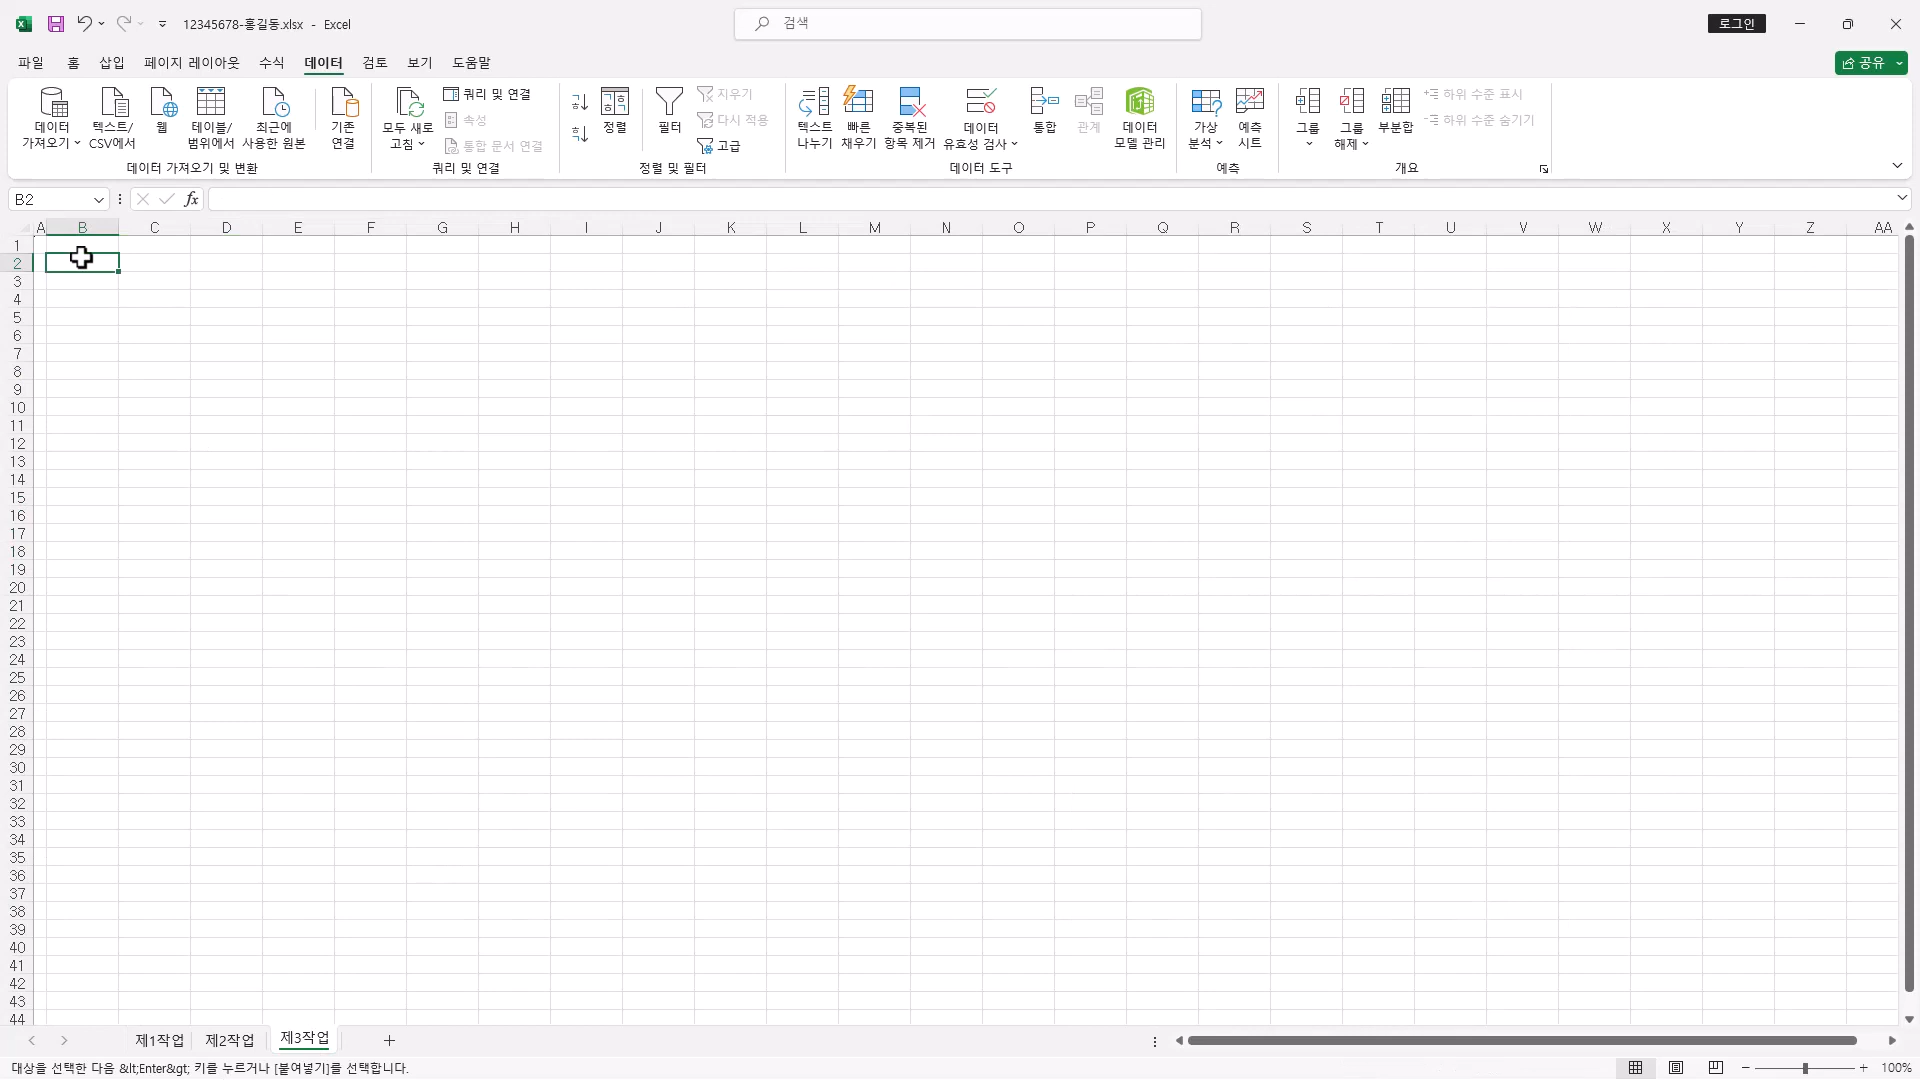 12345678-홍길동.xlsx - Excel
검색
로그인
파일 홈 삽입 페이지 레이아웃 수식 데이터 검토 보기 도움말
공유
데이터 가져오기
텍스트/CSV에서
웹
테이블/범위에서
최근에 사용한 원본
기존 연결
데이터 가져오기 및 변환
모두 새로 고침
쿼리 및 연결
속성
통합 문서 연결
쿼리 및 연결
정렬
필터
지우기
다시 적용
고급
정렬 및 필터
텍스트 나누기
빠른 채우기
중복된 항목 제거
데이터 유효성 검사
통합
관계
데이터 모델 관리
데이터 도구
가상 분석
예측 시트
예측
그룹
그룹 해제
부분합
하위 수준 표시
하위 수준 숨기기
개요
B2
fx
A B C D E F G H I J K L M N O P Q R S T U V W X Y Z AA
1
2
3
4
5
6
7
8
9
10
11
12
13
14
15
16
17
18
19
20
21
22
23
24
25
26
27
28
29
30
31
32
33
34
35
36
37
38
39
40
41
42
43
44
제1작업 제2작업 제3작업
대상을 선택한 다음 &lt;Enter&gt; 키를 누르거나 [붙여넣기]를 선택합니다.
100%